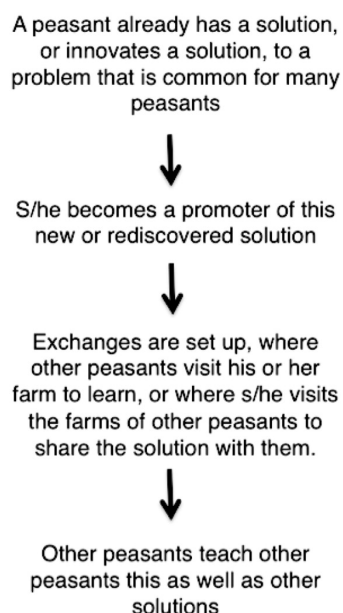 A peasant already has a solution,
or innovates a solution, to a
problem that is common for many
peasants
S/he becomes a promoter of this
new or rediscovered solution
Exchanges are set up, where
other peasants visit his or her
farm to learn, or where s/he visits
the farms of other peasants to
share the solution with them.
Other peasants teach other
peasants this as well as other
solutions